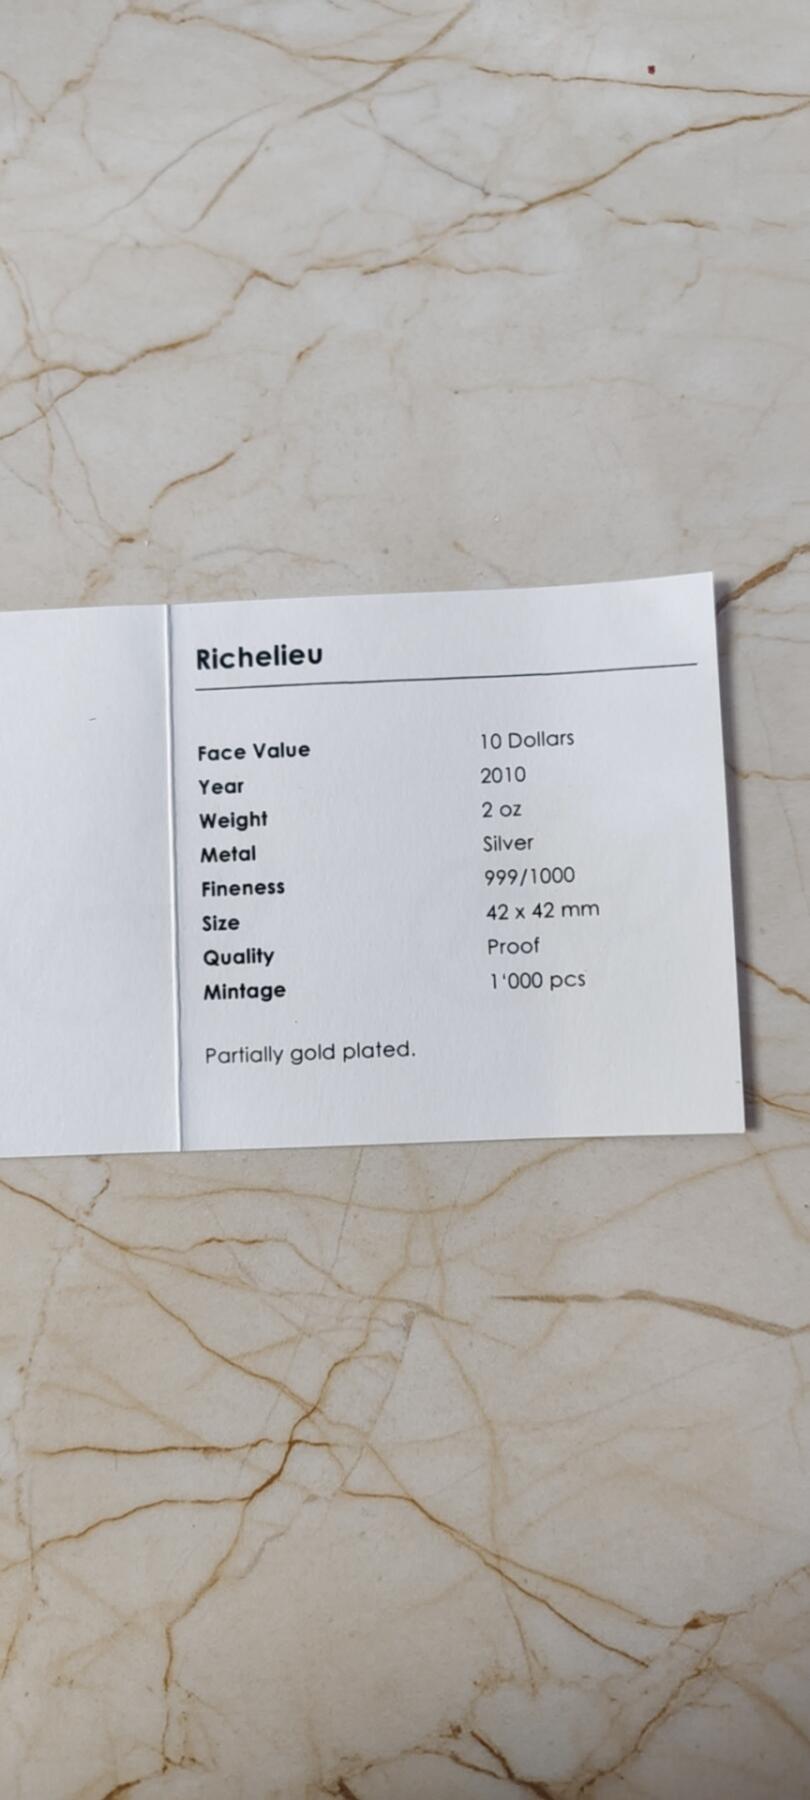 Richelieu
Face Value 10 Dollars
Year 2010
Weight 2 oz
Metal Silver
Fineness 999/1000
Size 42 x 42 mm
Quality Proof
Mintage 1'000 pcs
Partially gold plated.